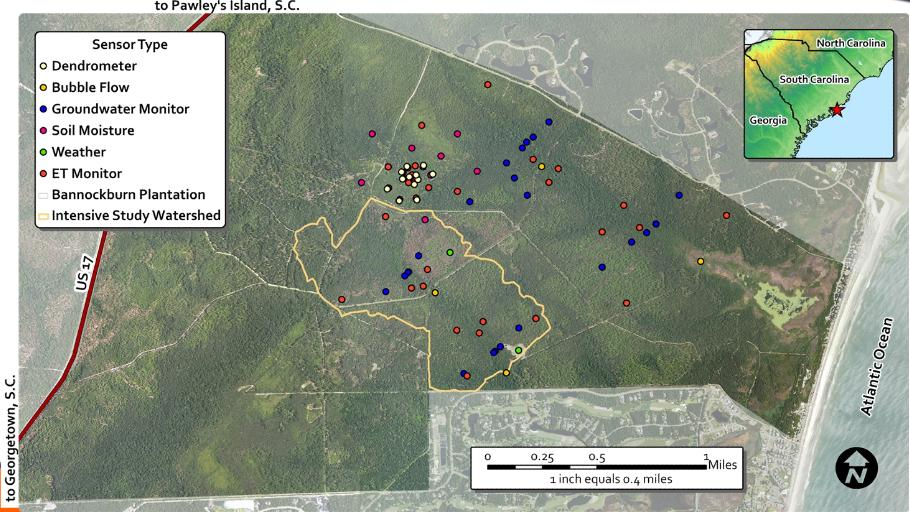 to Pawley's Island, S.C.
Sensor Type
Dendrometer
Bubble Flow
Groundwater Monitor
Soil Moisture
Weather
ET Monitor
Bannockburn Plantation
Intensive Study Watershed
North Carolina
South Carolina
Georgia
US 17
to Georgetown, S.C.
Atlantic Ocean
0 0.25 0.5 1 Miles
1 inch equals 0.4 miles
N